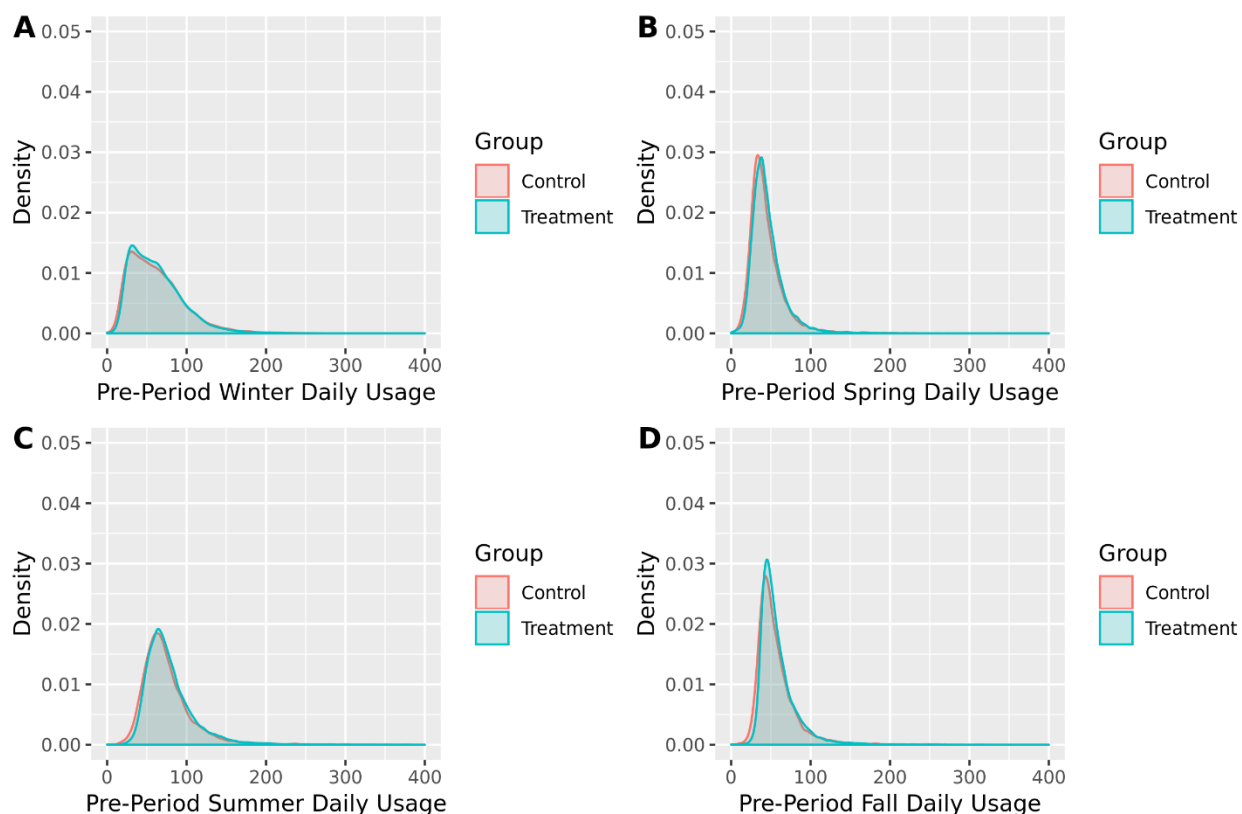 A
0.05
0.04
0.03
0.02
0.01
0.00
Density
0 100 200 300 400
Pre-Period Winter Daily Usage
Group
Control
Treatment
B
0.05
0.04
0.03
0.02
0.01
0.00
Density
0 100 200 300 400
Pre-Period Spring Daily Usage
Group
Control
Treatment
C
0.05
0.04
0.03
0.02
0.01
0.00
Density
0 100 200 300 400
Pre-Period Summer Daily Usage
Group
Control
Treatment
D
0.05
0.04
0.03
0.02
0.01
0.00
Density
0 100 200 300 400
Pre-Period Fall Daily Usage
Group
Control
Treatment